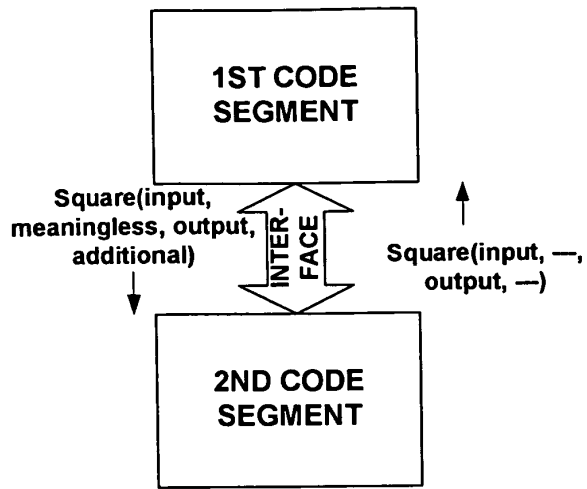 1ST CODE
SEGMENT
Square(input,
meaningless, output,
additional)
INTER-
FACE
Square(input, —,
output, —)
2ND CODE
SEGMENT